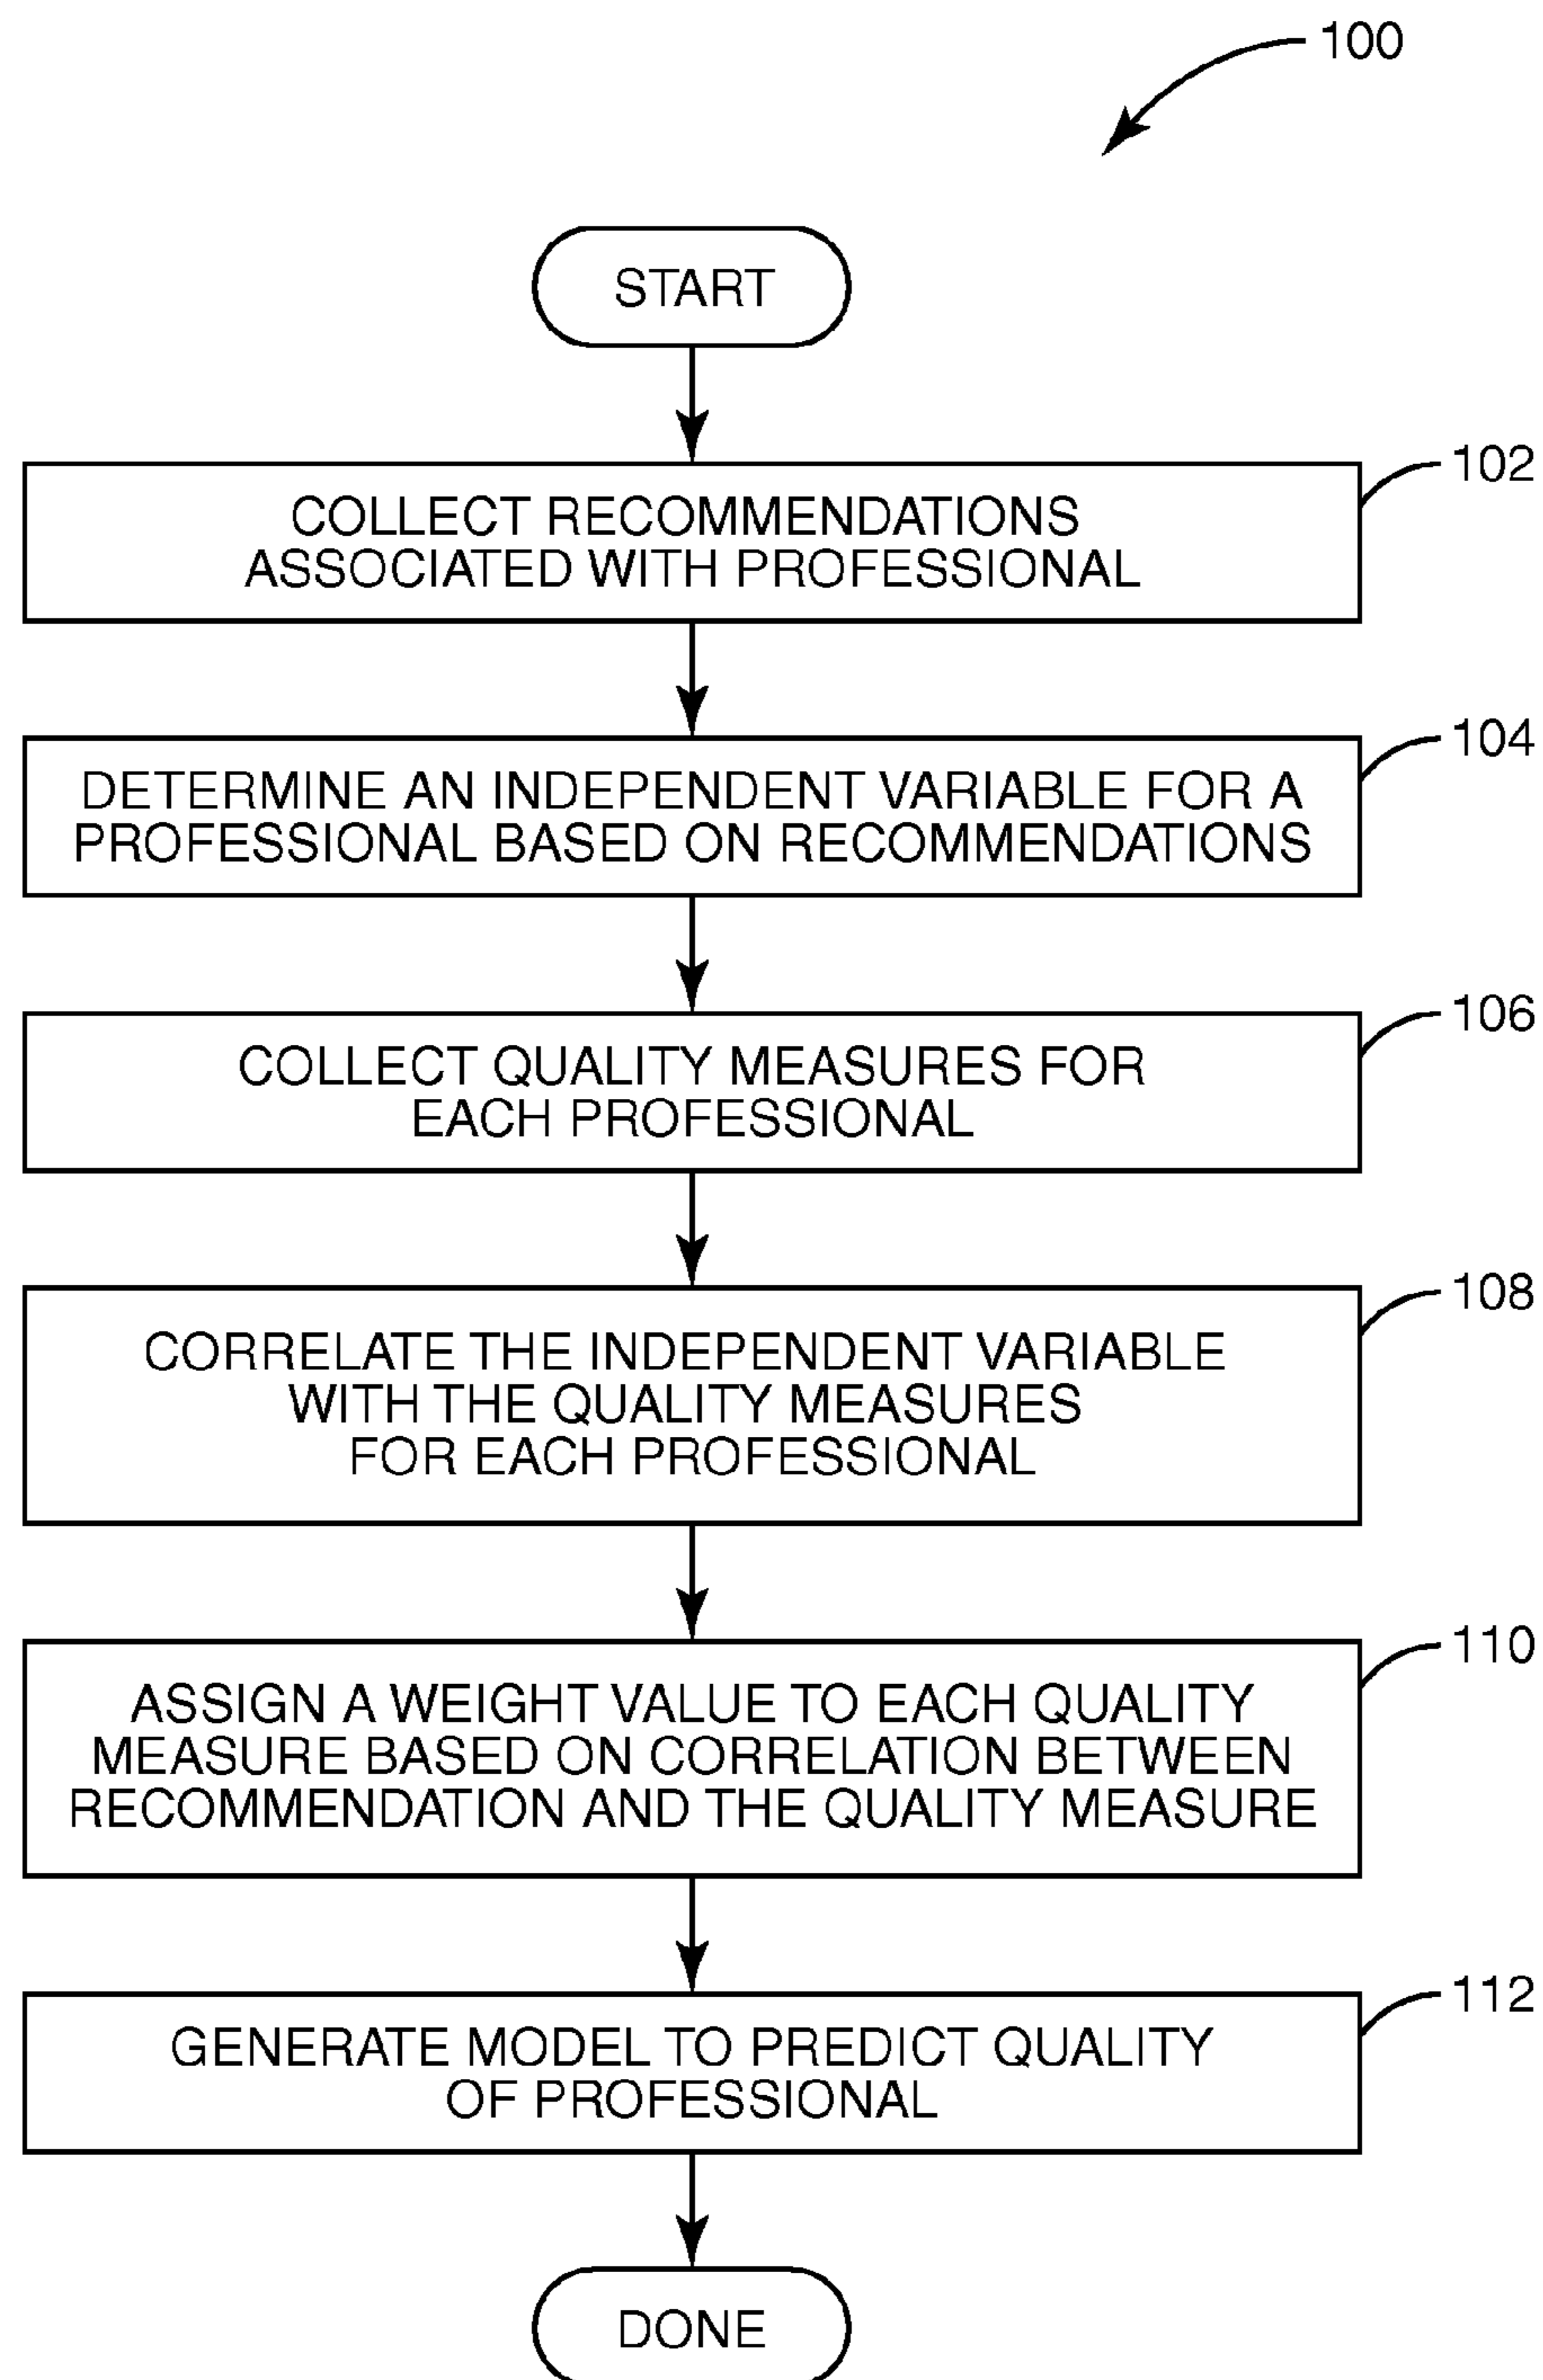 100
START
102
COLLECT RECOMMENDATIONS
ASSOCIATED WITH PROFESSIONAL
104
DETERMINE AN INDEPENDENT VARIABLE FOR A
PROFESSIONAL BASED ON RECOMMENDATIONS
106
COLLECT QUALITY MEASURES FOR
EACH PROFESSIONAL
108
CORRELATE THE INDEPENDENT VARIABLE
WITH THE QUALITY MEASURES
FOR EACH PROFESSIONAL
110
ASSIGN A WEIGHT VALUE TO EACH QUALITY
MEASURE BASED ON CORRELATION BETWEEN
RECOMMENDATION AND THE QUALITY MEASURE
112
GENERATE MODEL TO PREDICT QUALITY
OF PROFESSIONAL
DONE